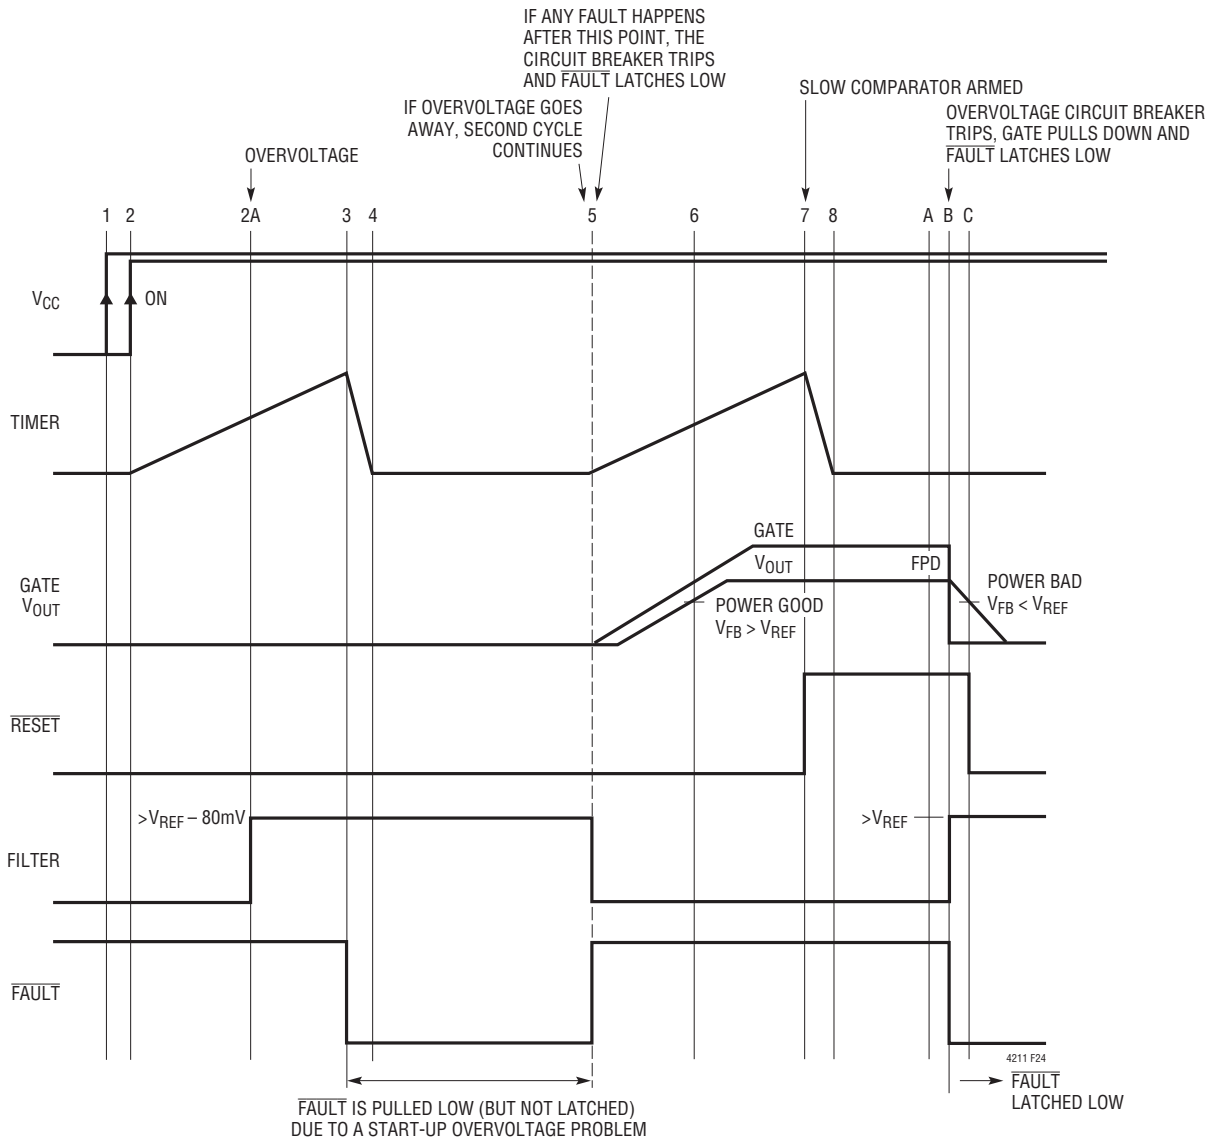 IF ANY FAULT HAPPENS
AFTER THIS POINT, THE
CIRCUIT BREAKER TRIPS
AND FAULT LATCHES LOW
IF OVERVOLTAGE GOES
AWAY, SECOND CYCLE
CONTINUES
SLOW COMPARATOR ARMED
OVERVOLTAGE CIRCUIT BREAKER
TRIPS, GATE PULLS DOWN AND
FAULT LATCHES LOW
OVERVOLTAGE
1 2 2A 3 4 5 6 7 8 A B C
VCC
ON
TIMER
GATE
VOUT
GATE
VOUT
FPD
POWER GOOD
VFB > VREF
POWER BAD
VFB < VREF
RESET
>VREF – 80mV
>VREF
FILTER
FAULT
4211 F24
FAULT IS PULLED LOW (BUT NOT LATCHED)
DUE TO A START-UP OVERVOLTAGE PROBLEM
FAULT
LATCHED LOW